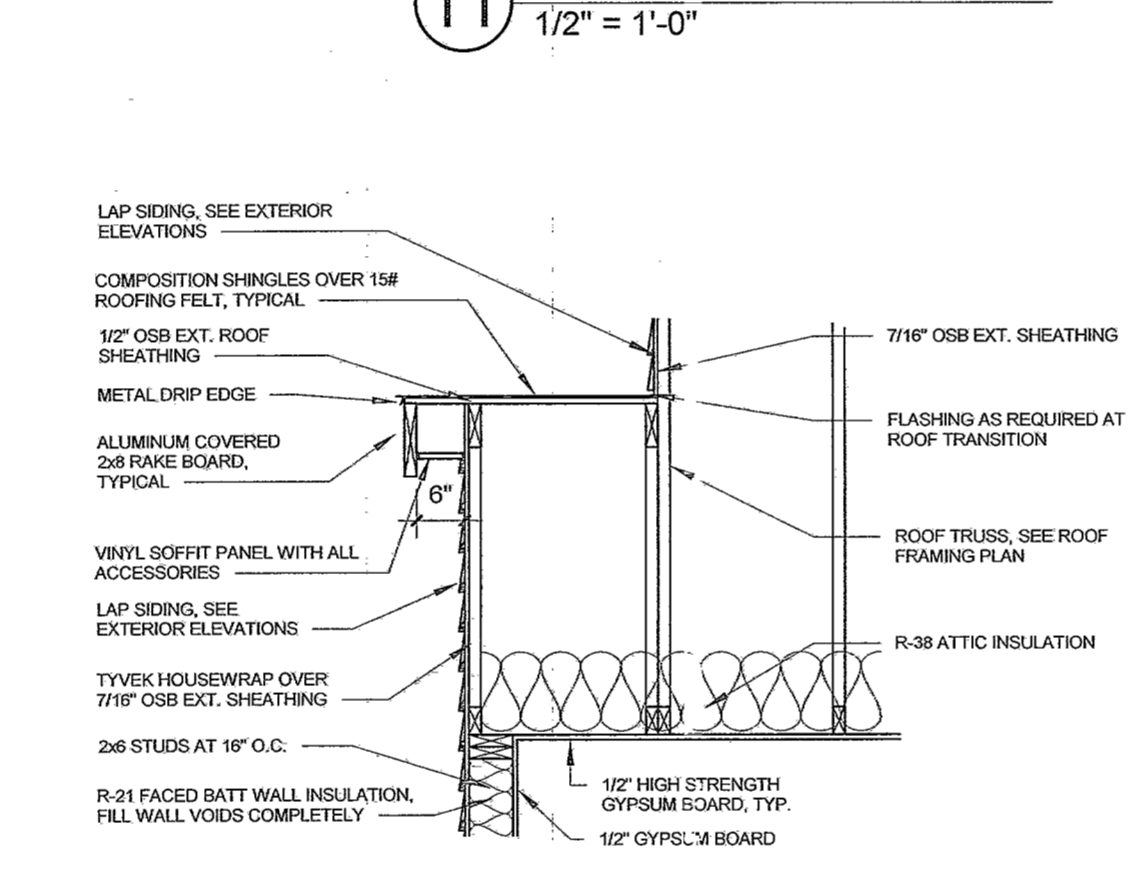 11
1/2" = 1'-0"
LAP SIDING, SEE EXTERIOR
ELEVATIONS
COMPOSITION SHINGLES OVER 15#
ROOFING FELT, TYPICAL
1/2" OSB EXT. ROOF
SHEATHING
METAL DRIP EDGE
ALUMINUM COVERED
2x8 RAKE BOARD,
TYPICAL
6"
VINYL SOFFIT PANEL WITH ALL
ACCESSORIES
LAP SIDING, SEE
EXTERIOR ELEVATIONS
TYVEK HOUSEWRAP OVER
7/16" OSB EXT. SHEATHING
2x6 STUDS AT 16" O.C.
R-21 FACED BATT WALL INSULATION,
FILL WALL VOIDS COMPLETELY
7/16" OSB EXT. SHEATHING
FLASHING AS REQUIRED AT
ROOF TRANSITION
ROOF TRUSS, SEE ROOF
FRAMING PLAN
R-38 ATTIC INSULATION
1/2" HIGH STRENGTH
GYPSUM BOARD, TYP.
1/2" GYPSUM BOARD